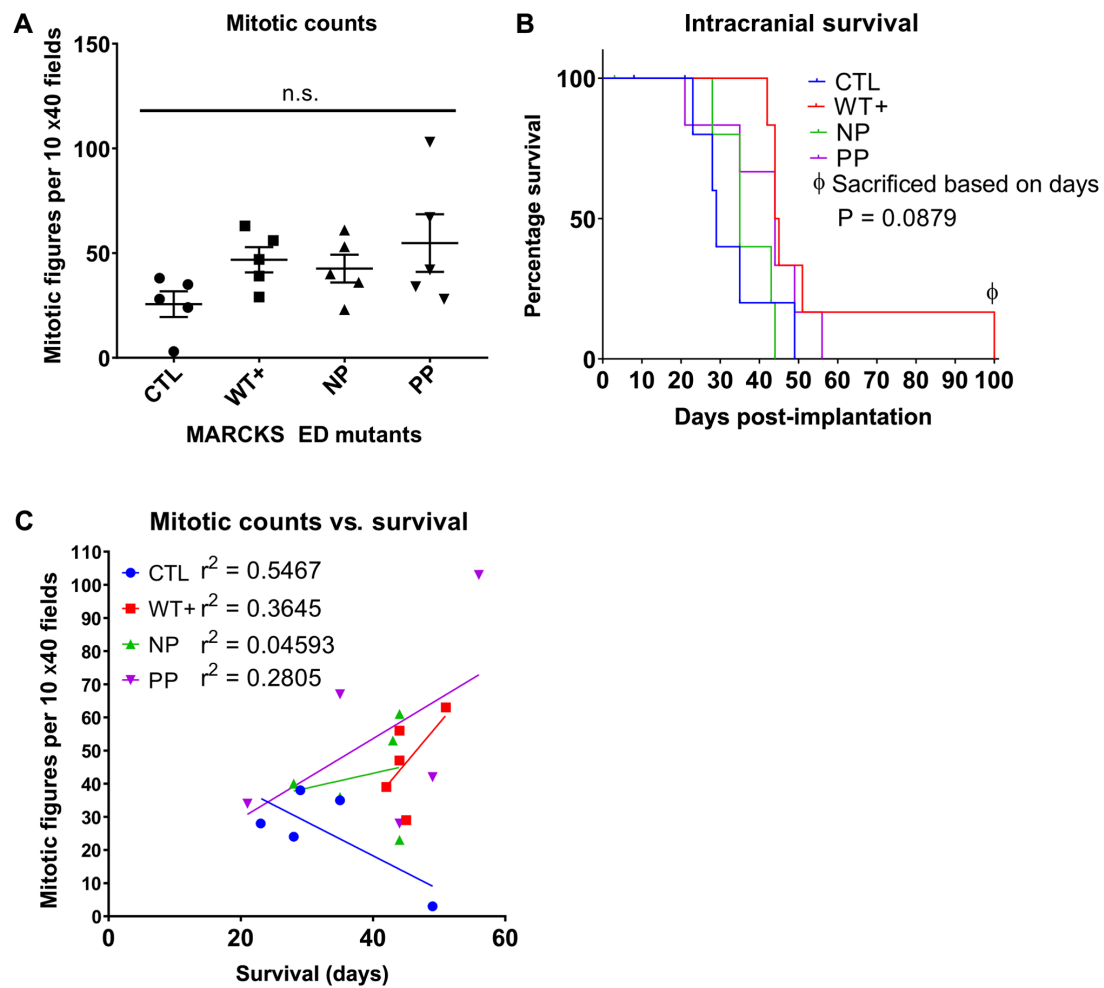 A
Mitotic counts
Mitotic figures per 10 x40 fields
150
100
50
0
n.s.
CTL
WT+
NP
PP
MARCKS ED mutants
B
Intracranial survival
Percentage survival
100
50
0
CTL
WT+
NP
PP
ϕ Sacrificed based on days
P = 0.0879
ϕ
0 10 20 30 40 50 60 70 80 90 100
Days post-implantation
C
Mitotic counts vs. survival
Mitotic figures per 10 x40 fields
110
100
90
80
70
60
50
40
30
20
10
0
CTL r² = 0.5467
WT+ r² = 0.3645
NP r² = 0.04593
PP r² = 0.2805
0 20 40 60
Survival (days)